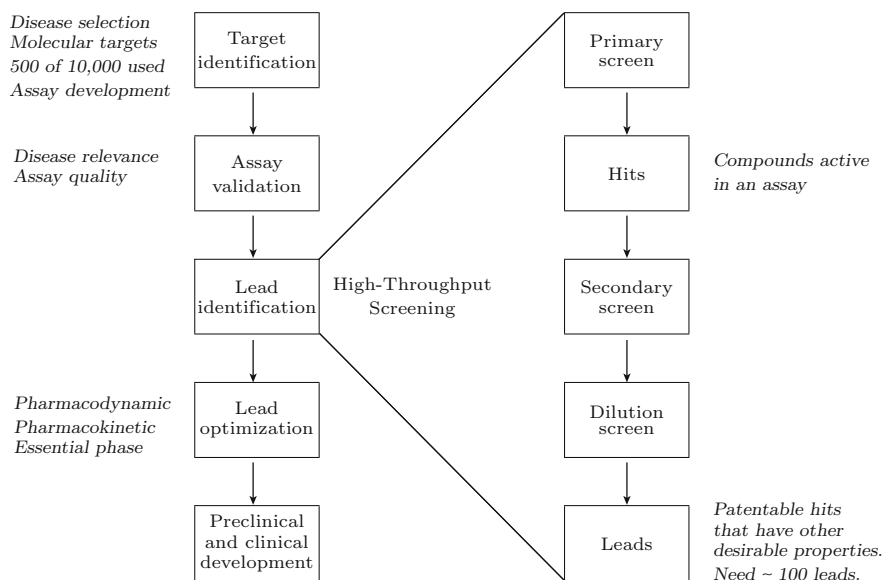 Disease selection
Molecular targets
500 of 10,000 used
Assay development
Target
identification
Disease relevance
Assay quality
Assay
validation
Lead
identification
High-Throughput
Screening
Pharmacodynamic
Pharmacokinetic
Essential phase
Lead
optimization
Preclinical
and clinical
development
Primary
screen
Hits
Compounds active
in an assay
Secondary
screen
Dilution
screen
Leads
Patentable hits
that have other
desirable properties.
Need ~ 100 leads.